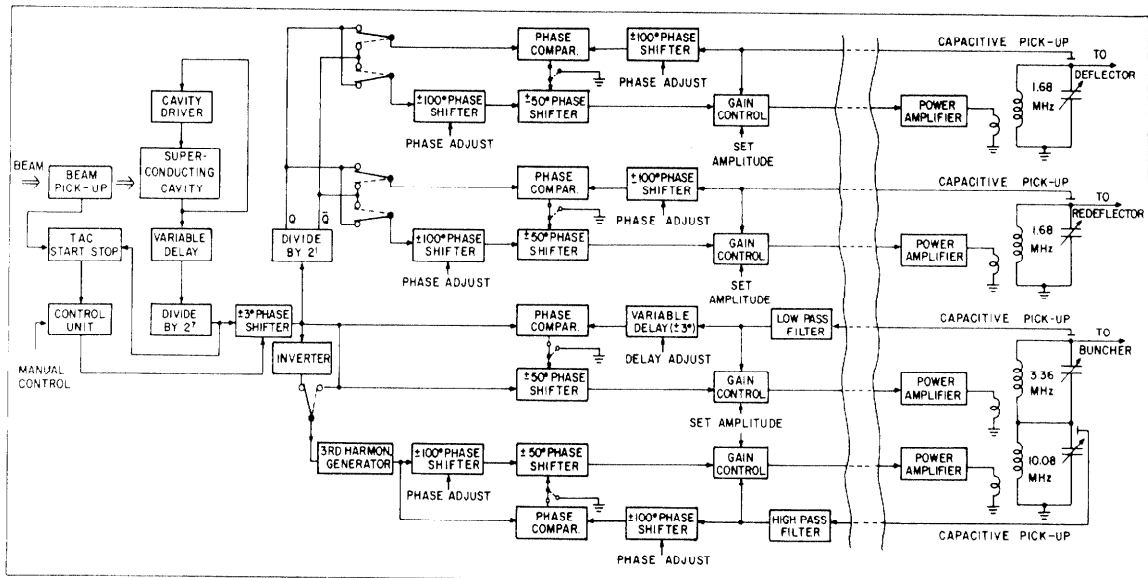 CAPACITIVE PICK-UP
TO
DEFLECTOR
PHASE
COMPAR.
±100° PHASE
SHIFTER
PHASE ADJUST
1.68
MHz
CAVITY
DRIVER
±100° PHASE
SHIFTER
±50° PHASE
SHIFTER
GAIN
CONTROL
POWER
AMPLIFIER
PHASE ADJUST
SET
AMPLITUDE
BEAM
BEAM
PICK-UP
SUPER-
CONDUCTING
CAVITY
PHASE
COMPAR.
±100° PHASE
SHIFTER
PHASE ADJUST
CAPACITIVE PICK-UP
TO
REDEFLECTOR
1.68
MHz
Q
Q̄
TAC
START STOP
VARIABLE
DELAY
DIVIDE
BY 2¹
±100° PHASE
SHIFTER
±50° PHASE
SHIFTER
GAIN
CONTROL
POWER
AMPLIFIER
PHASE ADJUST
SET
AMPLITUDE
CONTROL
UNIT
DIVIDE
BY 2⁷
±3° PHASE
SHIFTER
PHASE
COMPAR.
VARIABLE
DELAY (±3°)
DELAY ADJUST
LOW PASS
FILTER
CAPACITIVE PICK-UP
TO
BUNCHER
MANUAL
CONTROL
INVERTER
±50° PHASE
SHIFTER
GAIN
CONTROL
POWER
AMPLIFIER
3.36
MHz
SET AMPLITUDE
3RD HARMON.
GENERATOR
±100° PHASE
SHIFTER
±50° PHASE
SHIFTER
GAIN
CONTROL
POWER
AMPLIFIER
10.08
MHz
PHASE ADJUST
PHASE
COMPAR.
±100° PHASE
SHIFTER
HIGH PASS
FILTER
CAPACITIVE PICK-UP
PHASE ADJUST